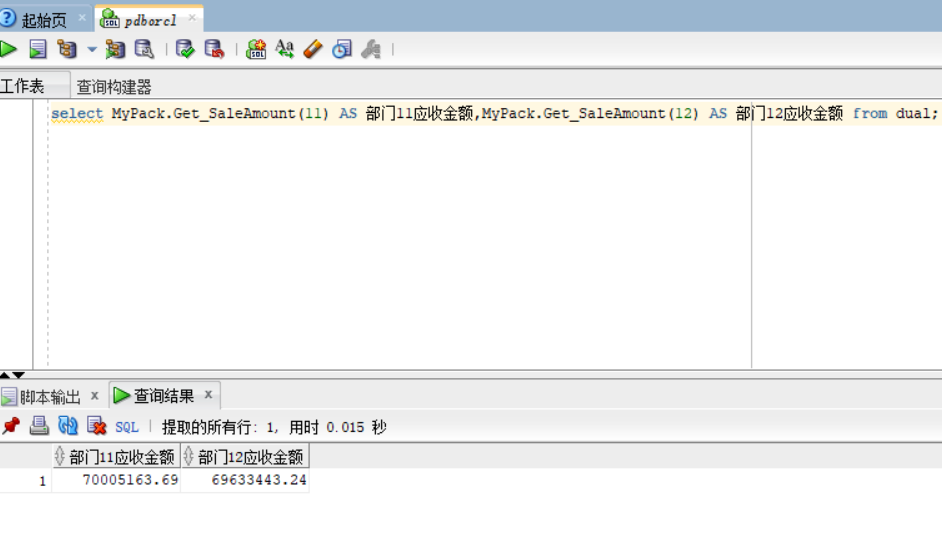 起始页 × pdborcl ×
工作表 查询构建器
select MyPack.Get_SaleAmount(11) AS 部门11应收金额,MyPack.Get_SaleAmount(12) AS 部门12应收金额 from dual;
脚本输出 × 查询结果 ×
SQL | 提取的所有行: 1, 用时 0.015 秒
部门11应收金额 部门12应收金额
1 70005163.69 69633443.24